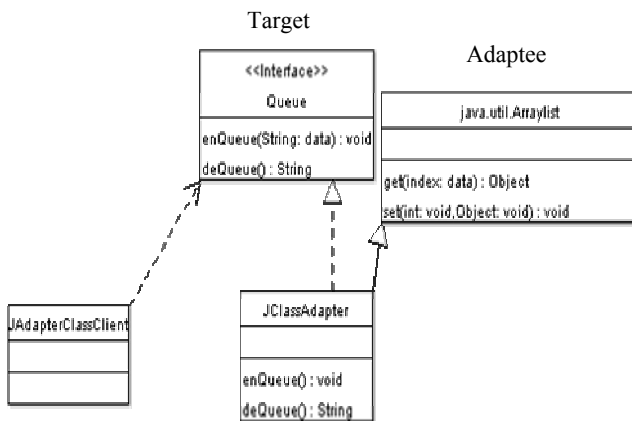 Target
<<Interface>>
Queue
enQueue(String: data) : void
deQueue() : String
Adaptee
java.util.Arraylist
get(index: data) : Object
set(int: void,Object: void) : void
JAdapterClassClient
JClassAdapter
enQueue() : void
deQueue() : String